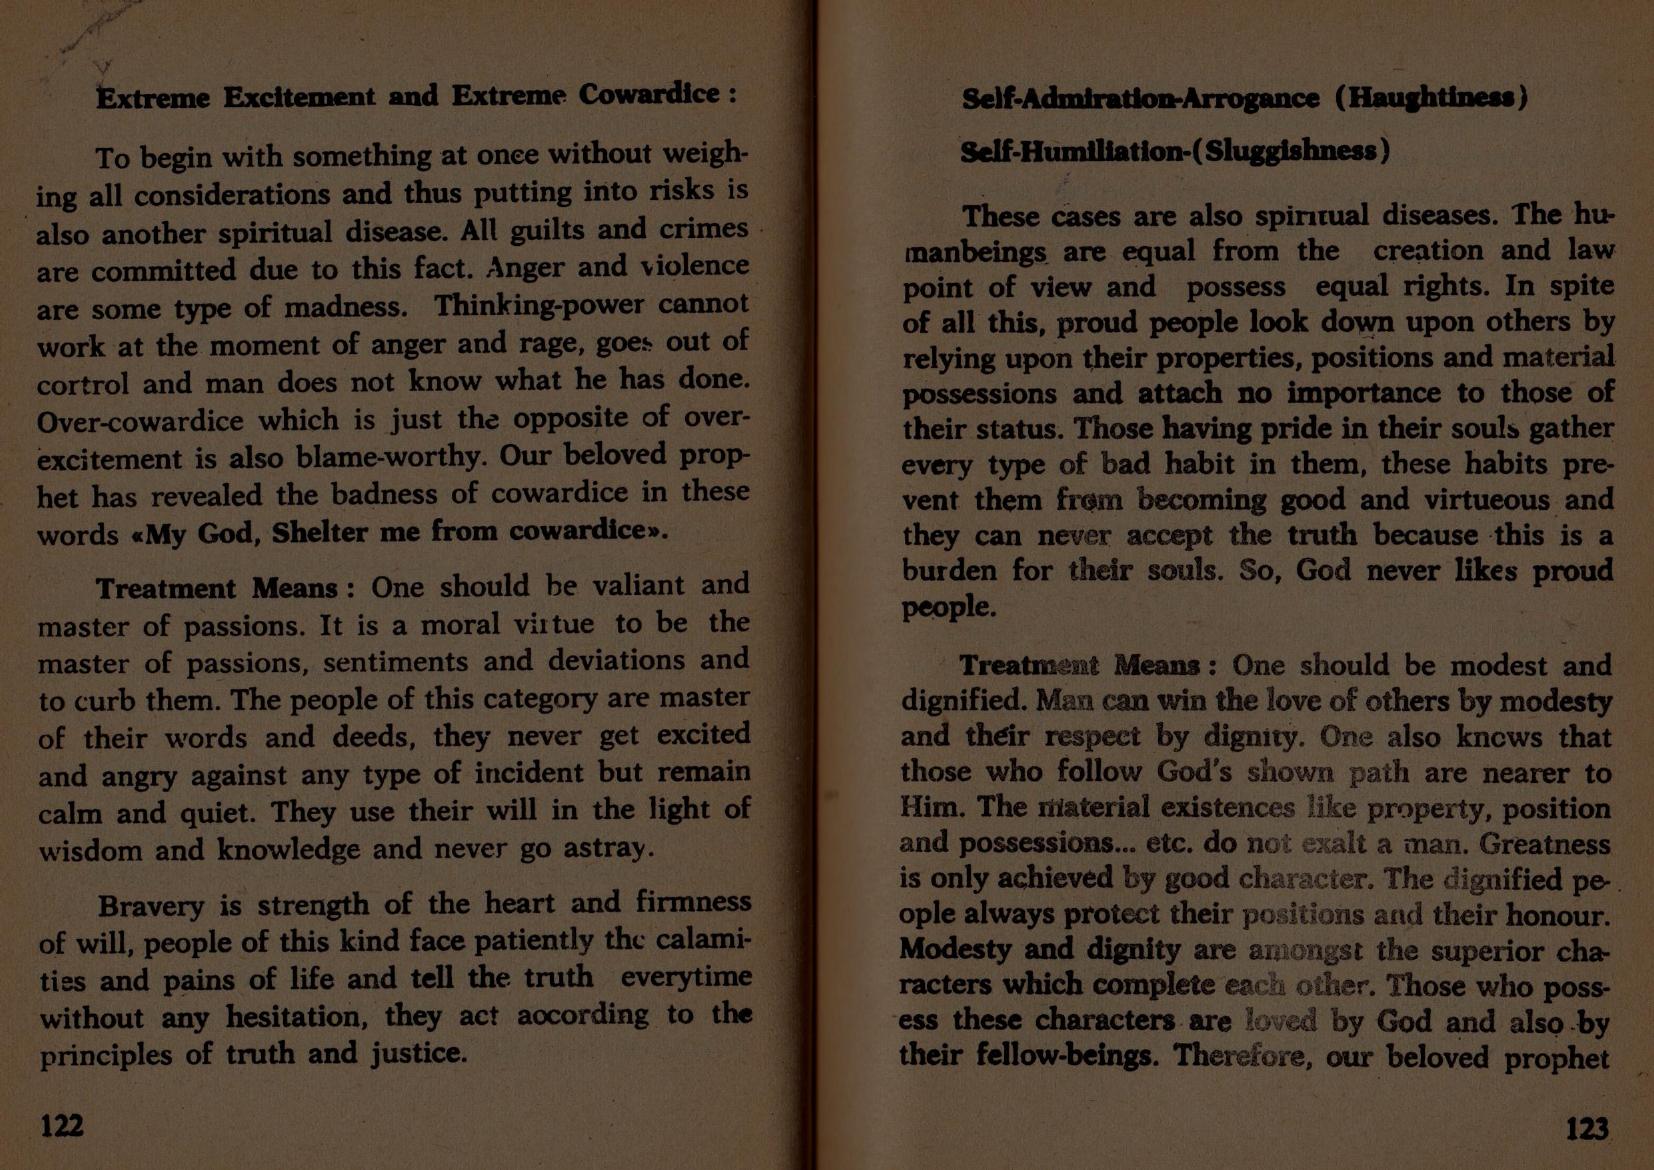 Extreme Excitement and Extreme Cowardice :
To begin with something at once without weigh-
ing all considerations and thus putting into risks is
also another spiritual disease. All guilts and crimes
are committed due to this fact. Anger and violence
are some type of madness. Thinking-power cannot
work at the moment of anger and rage, goes out of
cortrol and man does not know what he has done.
Over-cowardice which is just the opposite of over-
excitement is also blame-worthy. Our beloved prop-
het has revealed the badness of cowardice in these
words «My God, Shelter me from cowardice».
Treatment Means : One should be valiant and
master of passions. It is a moral virtue to be the
master of passions, sentiments and deviations and
to curb them. The people of this category are master
of their words and deeds, they never get excited
and angry against any type of incident but remain
calm and quiet. They use their will in the light of
wisdom and knowledge and never go astray.
Bravery is strength of the heart and firmness
of will, people of this kind face patiently the calami-
ties and pains of life and tell the truth everytime
without any hesitation, they act aocording to the
principles of truth and justice.
122
Self-Admiration-Arrogance (Haughtiness)
Self-Humiliation-(Sluggishness)
These cases are also spiritual diseases. The hu-
manbeings are equal from the creation and law
point of view and possess equal rights. In spite
of all this, proud people look down upon others by
relying upon their properties, positions and material
possessions and attach no importance to those of
their status. Those having pride in their souls gather
every type of bad habit in them, these habits pre-
vent them from becoming good and virtueous and
they can never accept the truth because this is a
burden for their souls. So, God never likes proud
people.
Treatment Means : One should be modest and
dignified. Man can win the love of others by modesty
and their respect by dignity. One also knows that
those who follow God's shown path are nearer to
Him. The material existences like property, position
and possessions... etc. do not exalt a man. Greatness
is only achieved by good character. The dignified pe-
ople always protect their positions and their honour.
Modesty and dignity are amongst the superior cha-
racters which complete each other. Those who poss-
ess these characters are loved by God and also by
their fellow-beings. Therefore, our beloved prophet
123